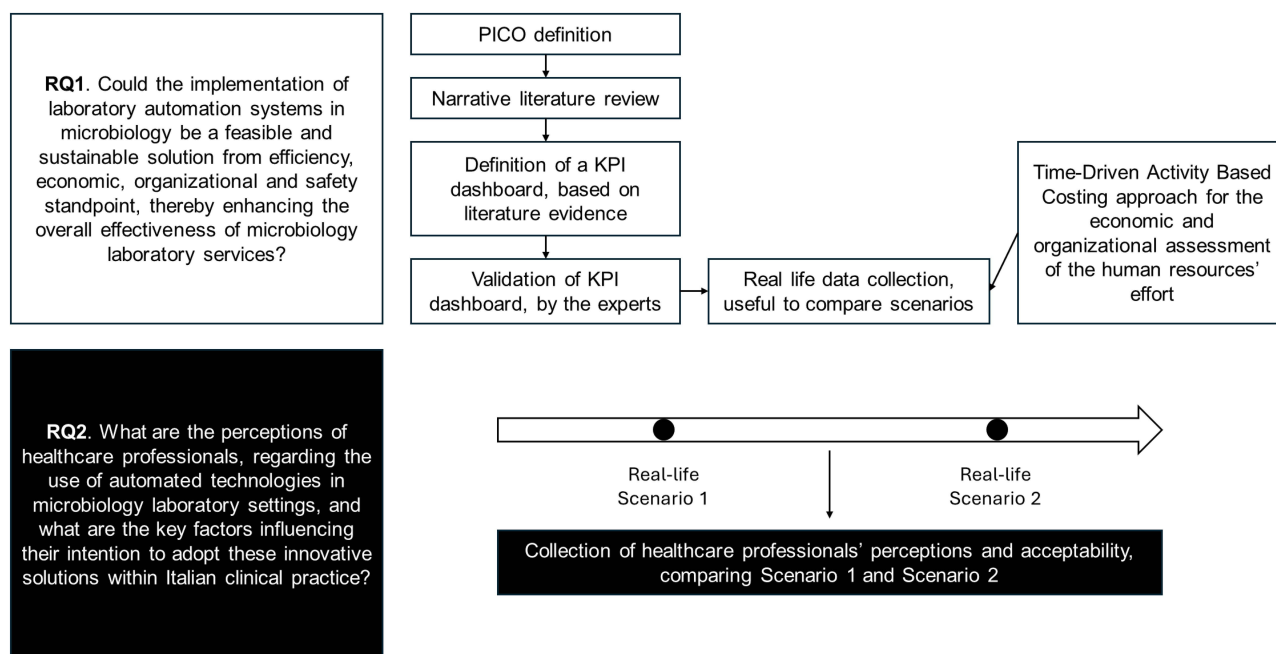 RQ1. Could the implementation of
laboratory automation systems in
microbiology be a feasible and
sustainable solution from efficiency,
economic, organizational and safety
standpoint, thereby enhancing the
overall effectiveness of microbiology
laboratory services?
PICO definition
Narrative literature review
Definition of a KPI
dashboard, based on
literature evidence
Validation of KPI
dashboard, by the experts
Real life data collection,
useful to compare scenarios
Time-Driven Activity Based
Costing approach for the
economic and
organizational assessment
of the human resources’
effort
RQ2. What are the perceptions of
healthcare professionals, regarding the
use of automated technologies in
microbiology laboratory settings, and
what are the key factors influencing
their intention to adopt these innovative
solutions within Italian clinical practice?
Real-life
Scenario 1
Real-life
Scenario 2
Collection of healthcare professionals’ perceptions and acceptability,
comparing Scenario 1 and Scenario 2